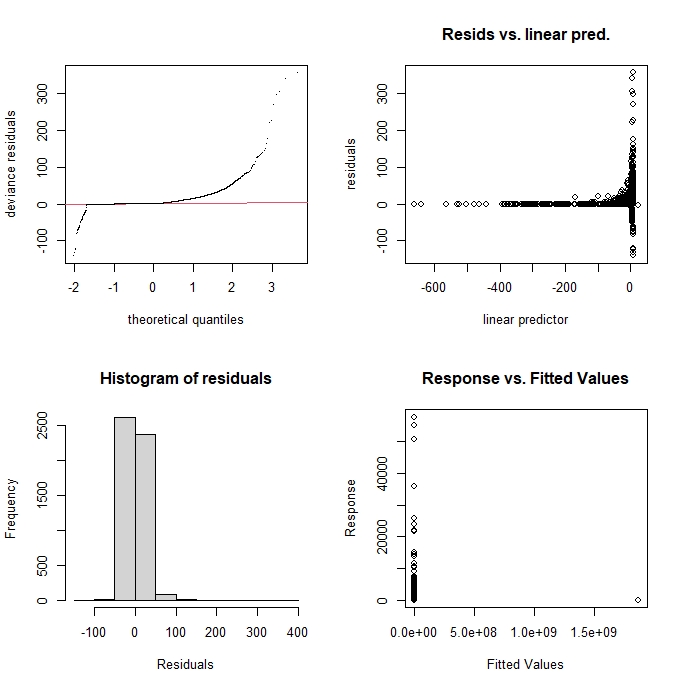 deviance residuals
-100 0 100 200 300
-2 -1 0 1 2 3
theoretical quantiles
Resids vs. linear pred.
residuals
-100 0 100 200 300
-600 -400 -200 0
linear predictor
Histogram of residuals
Frequency
0 500 1500 2500
-100 0 100 200 300 400
Residuals
Response vs. Fitted Values
Response
0 20000 40000
0.0e+00 5.0e+08 1.0e+09 1.5e+09
Fitted Values